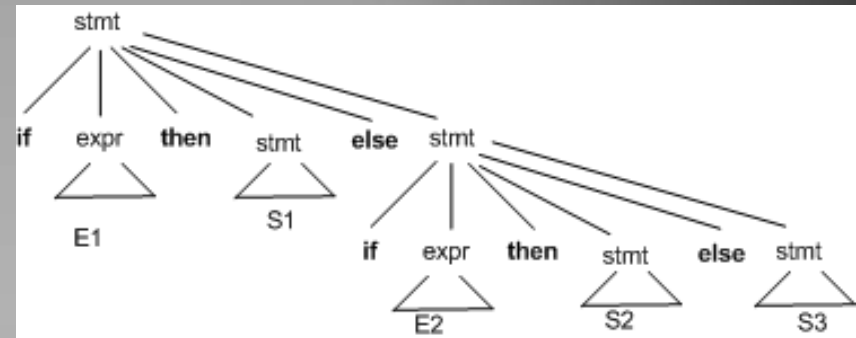 stmt
if expr then stmt else stmt
E1 S1
if expr then stmt else stmt
E2 S2 S3